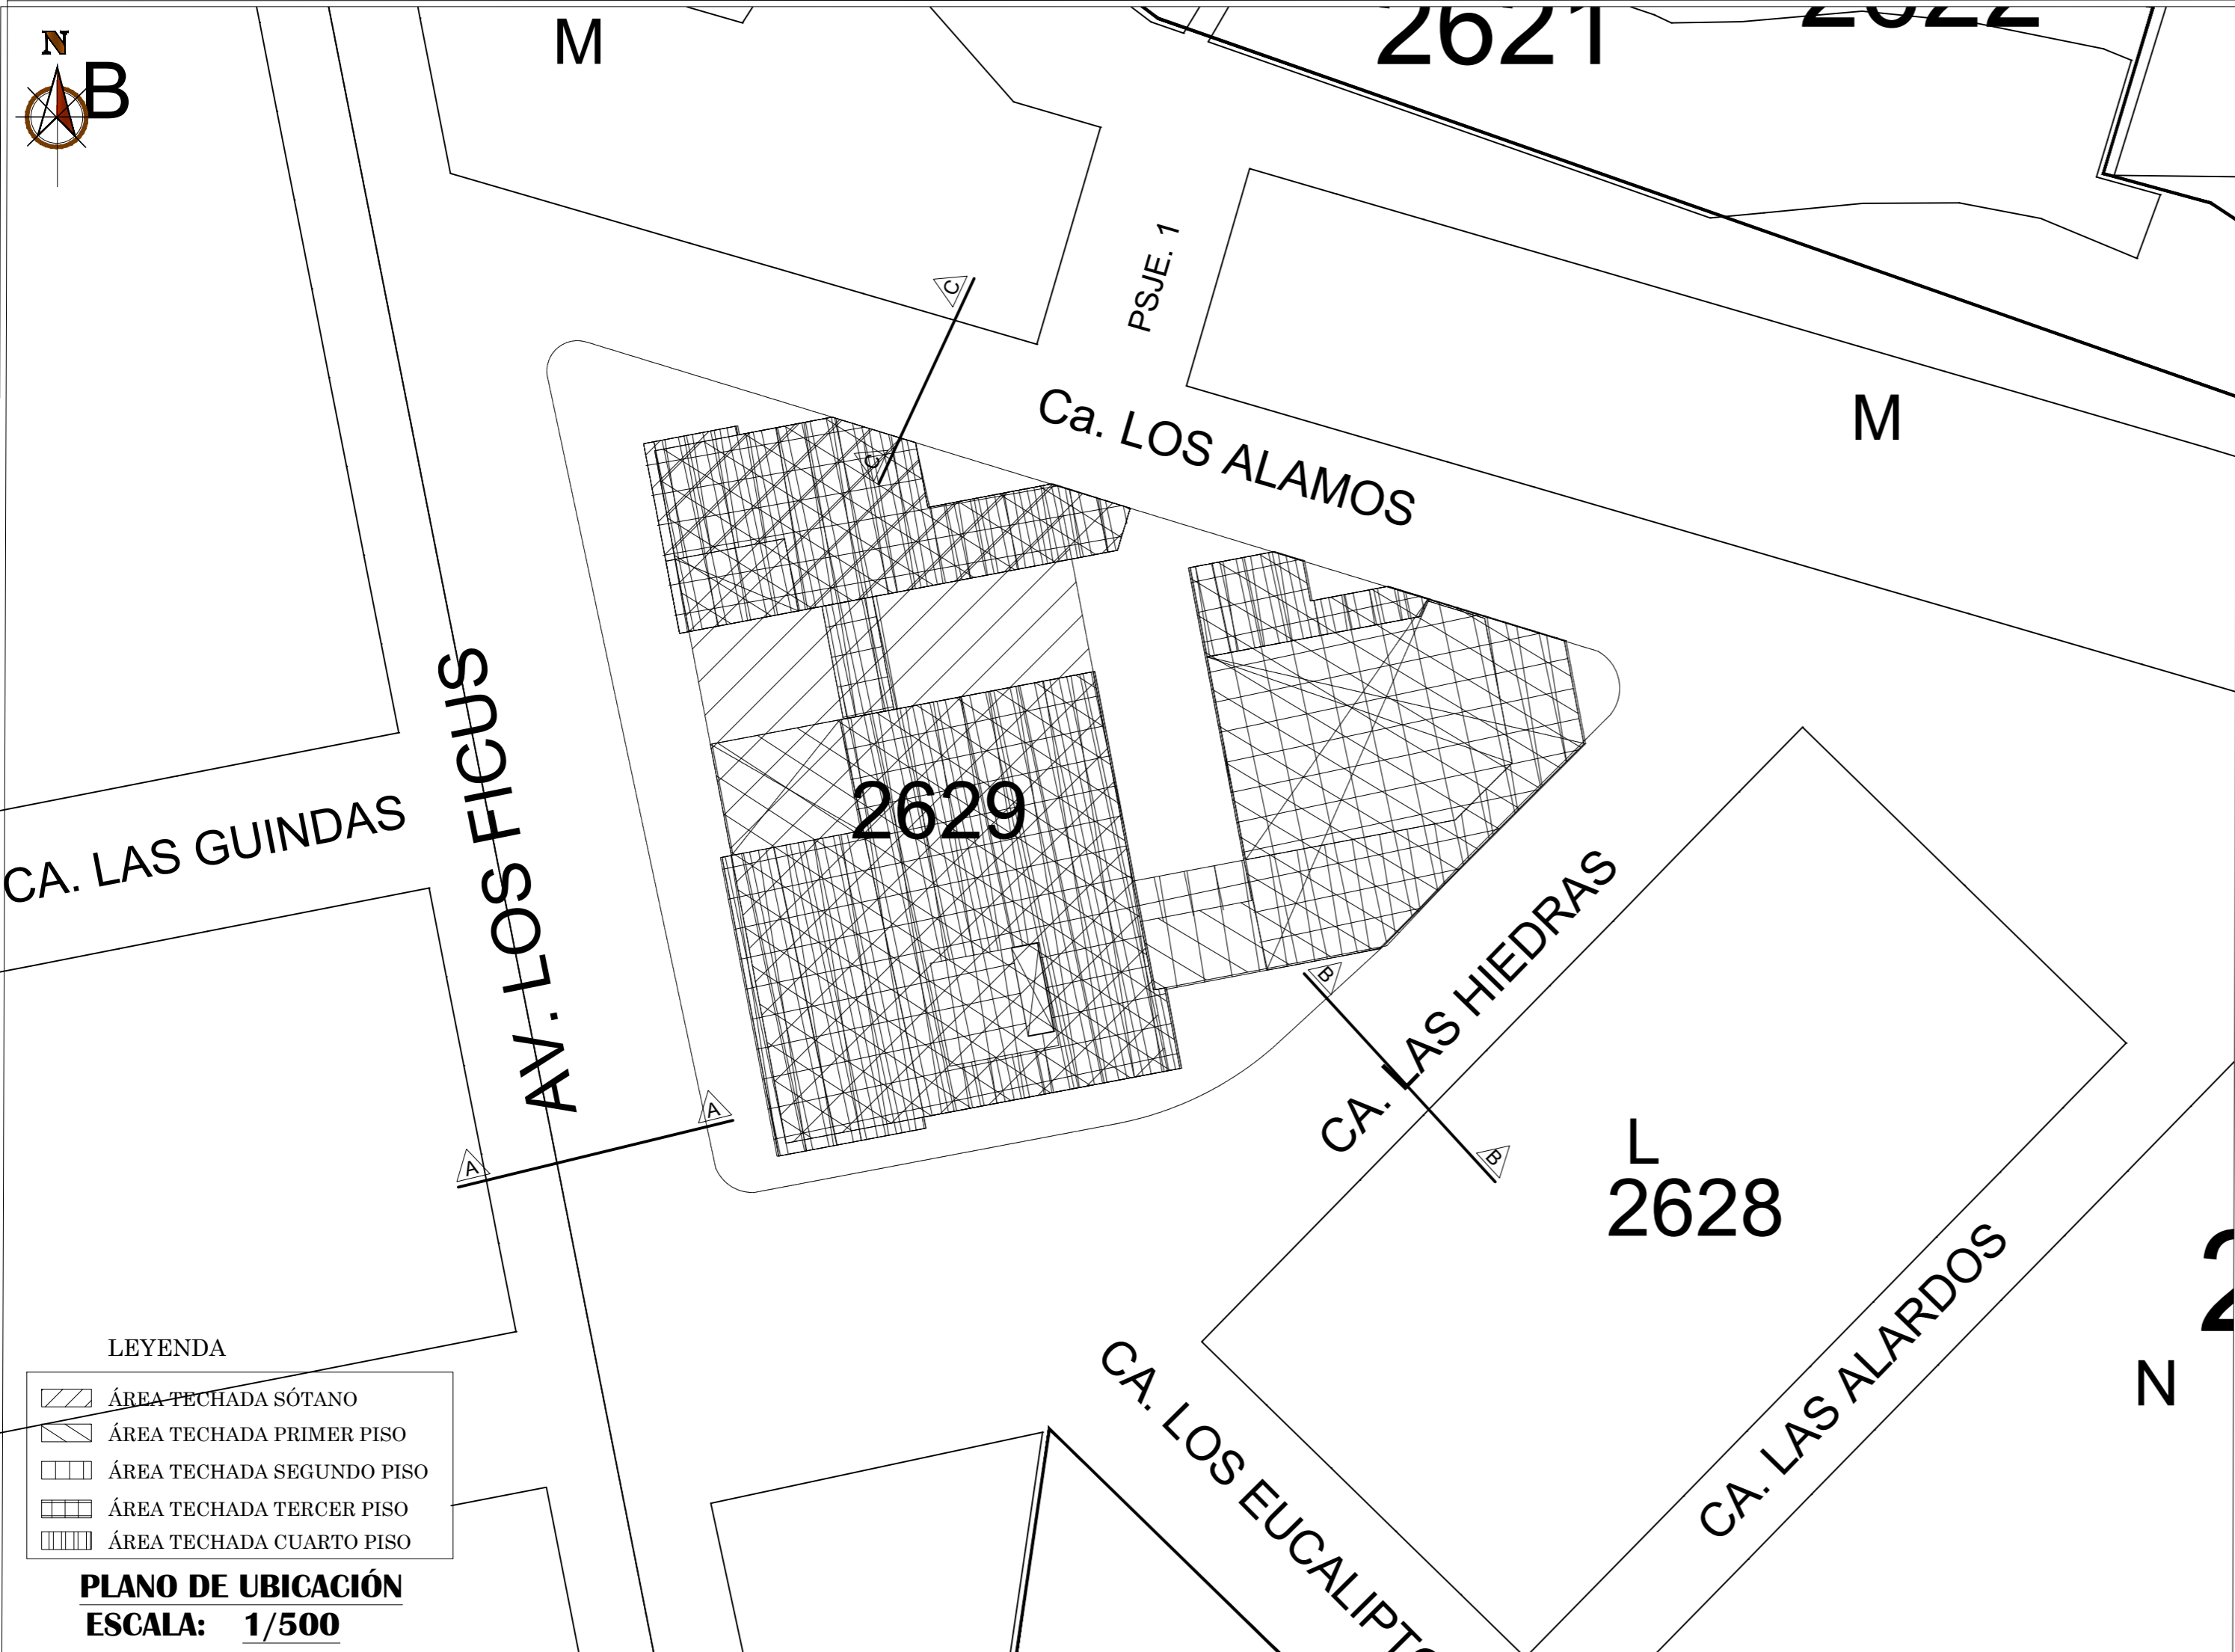 N
B
M
2621
2622
PSJE. 1
M
Ca. LOS ALAMOS
C
C
AV. LOS FICUS
CA. LAS GUINDAS
2629
CA. LAS HIEDRAS
A
A
B
B
L
2628
CA. LAS ALARDOS
N
2
CA. LOS EUCALIPTO
LEYENDA
ÁREA TECHADA SÓTANO
ÁREA TECHADA PRIMER PISO
ÁREA TECHADA SEGUNDO PISO
ÁREA TECHADA TERCER PISO
ÁREA TECHADA CUARTO PISO
PLANO DE UBICACIÓN
ESCALA: 1/500